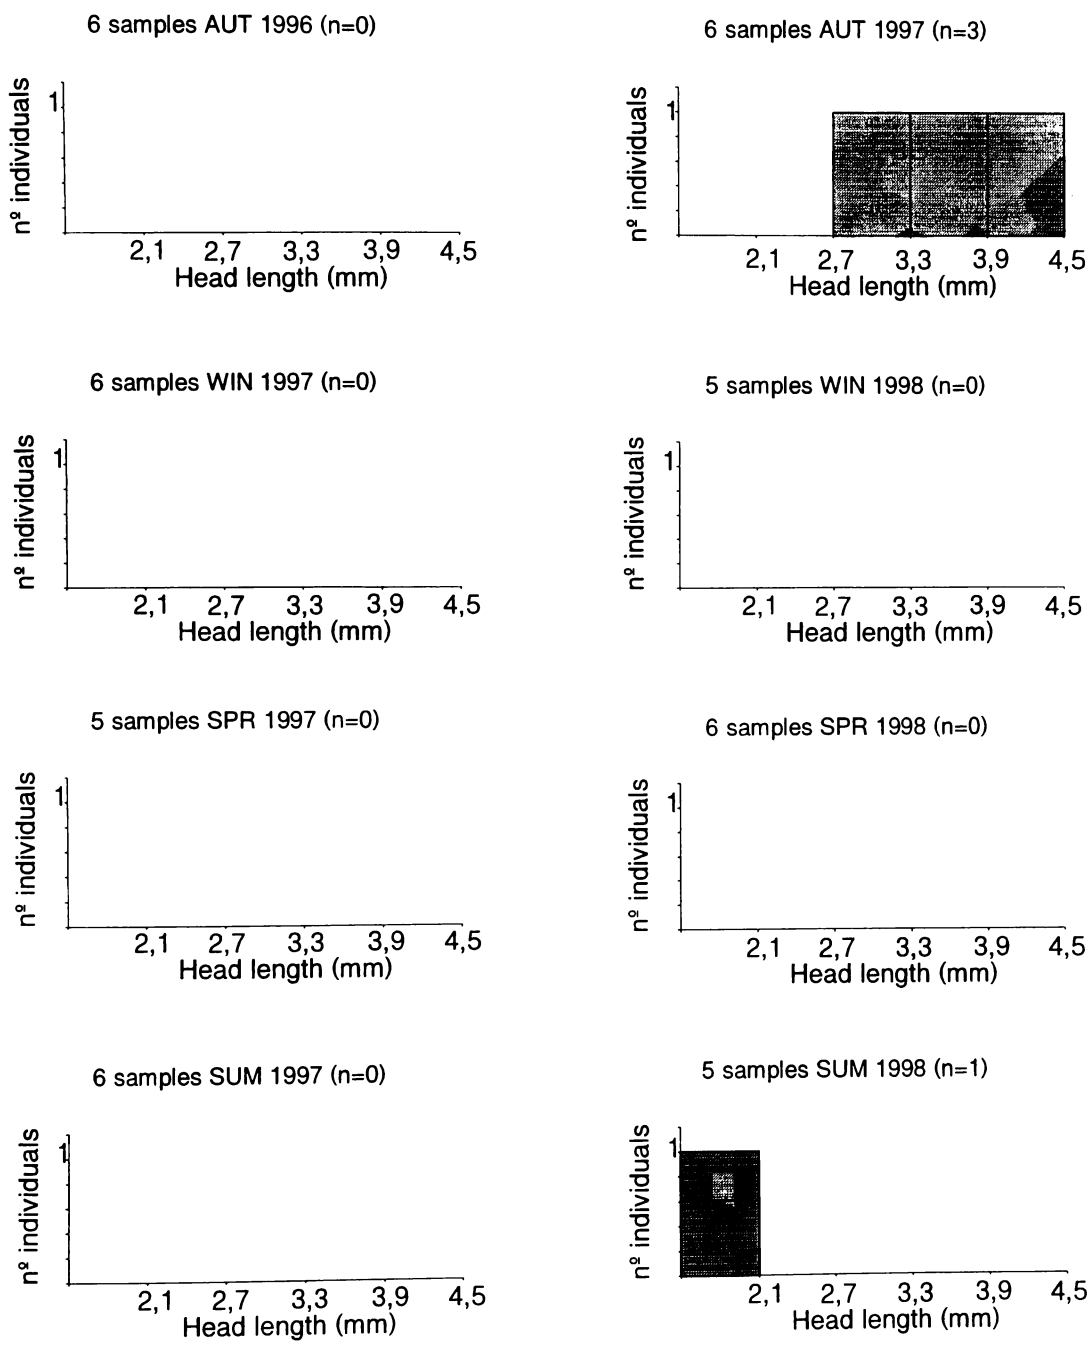 6 samples AUT 1996 (n=0)
nº individuals
1
2,1 2,7 3,3 3,9 4,5
Head length (mm)
6 samples AUT 1997 (n=3)
nº individuals
1
2,1 2,7 3,3 3,9 4,5
Head length (mm)
6 samples WIN 1997 (n=0)
nº individuals
1
2,1 2,7 3,3 3,9 4,5
Head length (mm)
5 samples WIN 1998 (n=0)
nº individuals
1
2,1 2,7 3,3 3,9 4,5
Head length (mm)
5 samples SPR 1997 (n=0)
nº individuals
1
2,1 2,7 3,3 3,9 4,5
Head length (mm)
6 samples SPR 1998 (n=0)
nº individuals
1
2,1 2,7 3,3 3,9 4,5
Head length (mm)
6 samples SUM 1997 (n=0)
nº individuals
1
2,1 2,7 3,3 3,9 4,5
Head length (mm)
5 samples SUM 1998 (n=1)
nº individuals
1
2,1 2,7 3,3 3,9 4,5
Head length (mm)